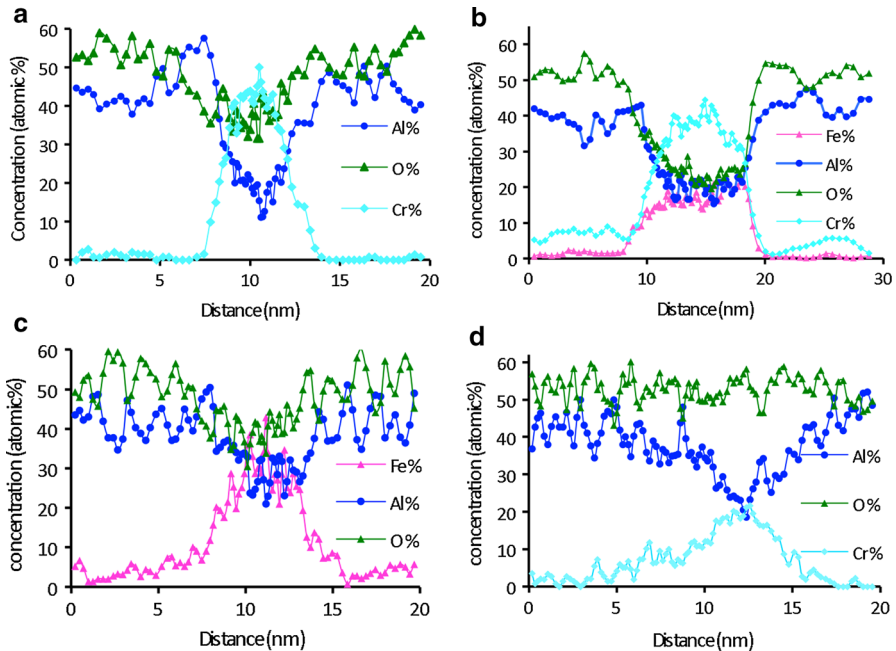 a
Concentration (atomic %)
60
50
40
30
20
10
0
0
5
10
15
20
Distance (nm)
Al%
O%
Cr%
b
concentration (atomic%)
60
50
40
30
20
10
0
0
10
20
30
Distance (nm)
Fe%
Al%
O%
Cr%
c
concentration (atomic%)
60
50
40
30
20
10
0
0
5
10
15
20
Distance (nm)
Fe%
Al%
O%
d
concentration (atomic%)
60
50
40
30
20
10
0
0
5
10
15
20
Distance (nm)
Al%
O%
Cr%